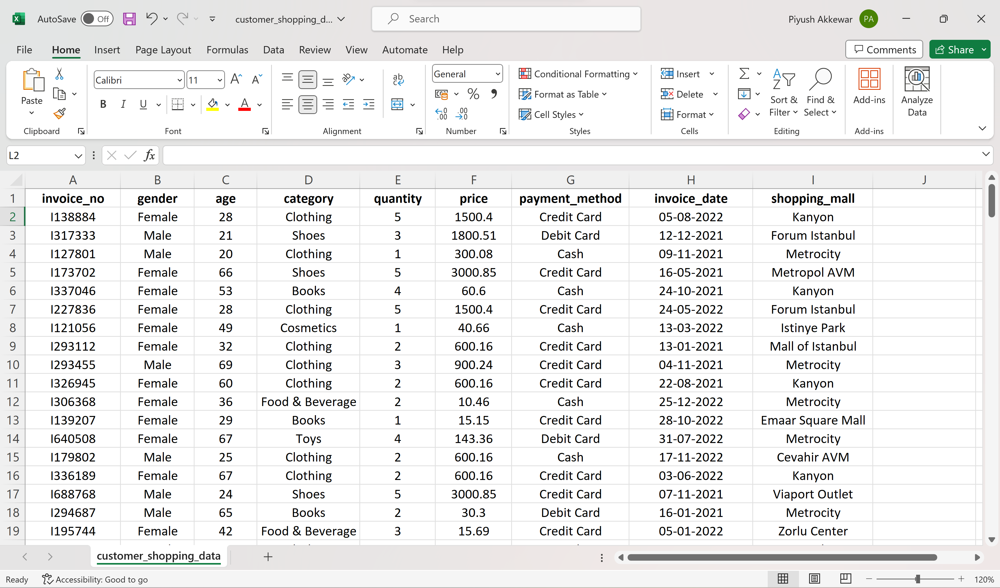 AutoSave Off customer_shopping_d... Search Piyush Akkewar PA
File Home Insert Page Layout Formulas Data Review View Automate Help Comments Share
Paste
Clipboard
Calibri 11
B I U
Font
ab
Alignment
General
% 
Number
Conditional Formatting
Format as Table
Cell Styles
Styles
Insert
Delete
Format
Cells
Sort &
Filter
Find &
Select
Editing
Add-ins
Add-ins
Analyze
Data
L2 fx
A B C D E F G H I J
1 invoice_no gender age category quantity price payment_method invoice_date shopping_mall
2 I138884 Female 28 Clothing 5 1500.4 Credit Card 05-08-2022 Kanyon
3 I317333 Male 21 Shoes 3 1800.51 Debit Card 12-12-2021 Forum Istanbul
4 I127801 Male 20 Clothing 1 300.08 Cash 09-11-2021 Metrocity
5 I173702 Female 66 Shoes 5 3000.85 Credit Card 16-05-2021 Metropol AVM
6 I337046 Female 53 Books 4 60.6 Cash 24-10-2021 Kanyon
7 I227836 Female 28 Clothing 5 1500.4 Credit Card 24-05-2022 Forum Istanbul
8 I121056 Female 49 Cosmetics 1 40.66 Cash 13-03-2022 Istinye Park
9 I293112 Female 32 Clothing 2 600.16 Credit Card 13-01-2021 Mall of Istanbul
10 I293455 Male 69 Clothing 3 900.24 Credit Card 04-11-2021 Metrocity
11 I326945 Female 60 Clothing 2 600.16 Credit Card 22-08-2021 Kanyon
12 I306368 Female 36 Food & Beverage 2 10.46 Cash 25-12-2022 Metrocity
13 I139207 Female 29 Books 1 15.15 Credit Card 28-10-2022 Emaar Square Mall
14 I640508 Female 67 Toys 4 143.36 Debit Card 31-07-2022 Metrocity
15 I179802 Male 25 Clothing 2 600.16 Cash 17-11-2022 Cevahir AVM
16 I336189 Female 67 Clothing 2 600.16 Credit Card 03-06-2022 Kanyon
17 I688768 Male 24 Shoes 5 3000.85 Credit Card 07-11-2021 Viaport Outlet
18 I294687 Male 65 Books 2 30.3 Debit Card 16-01-2021 Metrocity
19 I195744 Female 42 Food & Beverage 3 15.69 Credit Card 05-01-2022 Zorlu Center
customer_shopping_data
Ready Accessibility: Good to go 120%